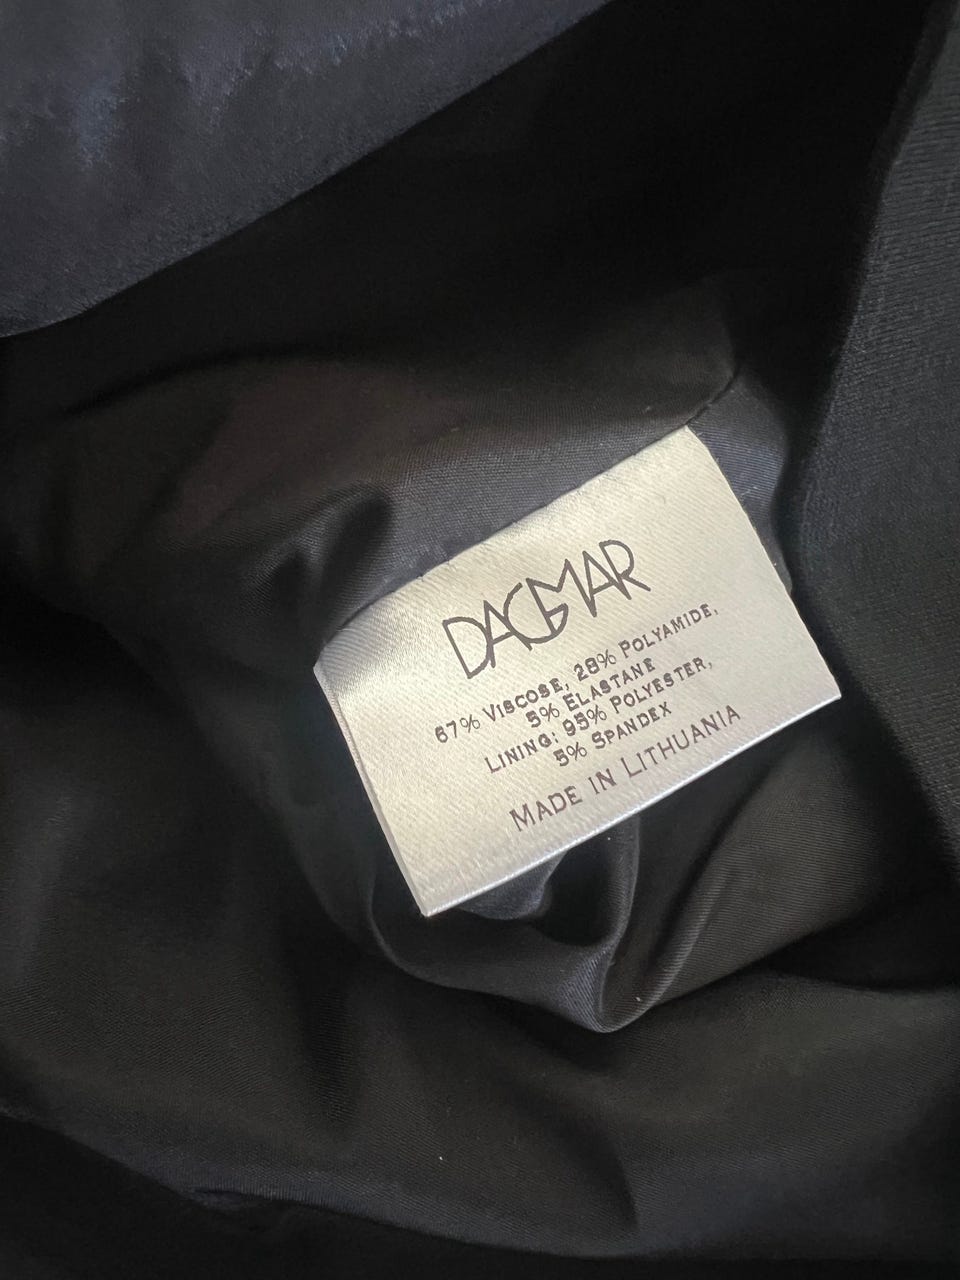 DAGMAR
67% VISCOSE, 28% POLYAMIDE,
5% ELASTANE
LINING: 95% POLYESTER,
5% SPANDEX
MADE IN LITHUANIA